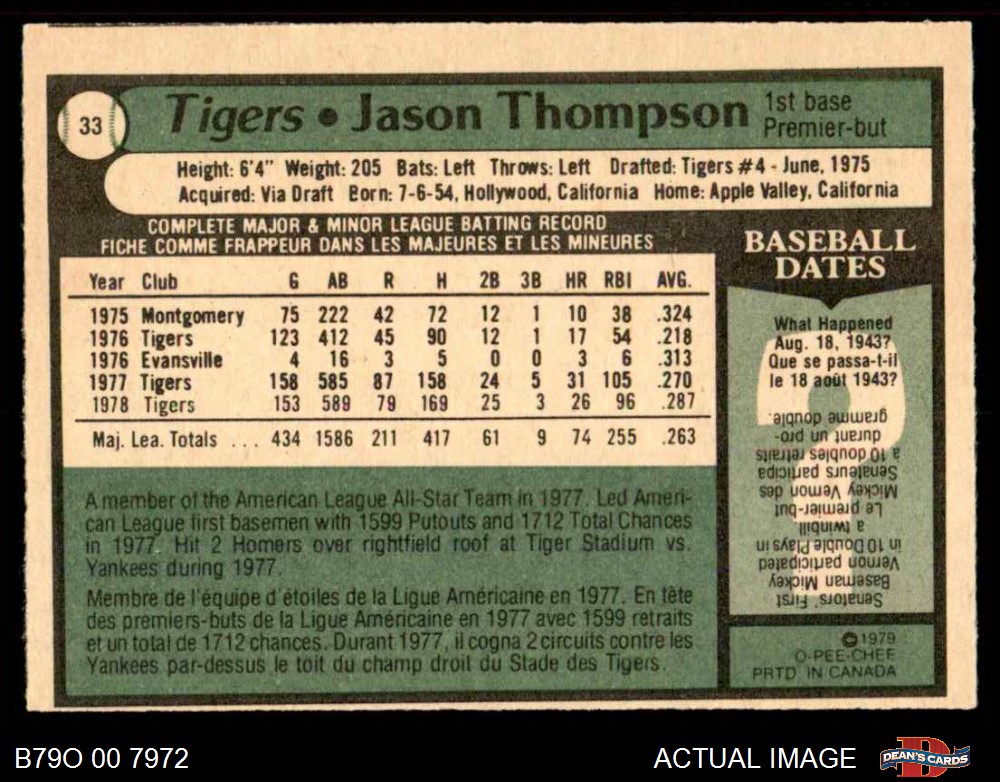 33
Tigers • Jason Thompson
1st base
Premier-but
Height: 6'4" Weight: 205 Bats: Left Throws: Left Drafted: Tigers #4 - June, 1975
Acquired: Via Draft Born: 7-6-54, Hollywood, California Home: Apple Valley, California
COMPLETE MAJOR & MINOR LEAGUE BATTING RECORD
FICHE COMME FRAPPEUR DANS LES MAJEURES ET LES MINEURES
Year Club G AB R H 2B 3B HR RBI AVG.
1975 Montgomery 75 222 42 72 12 1 10 38 .324
1976 Tigers 123 412 45 90 12 1 17 54 .218
1976 Evansville 4 16 3 5 0 0 3 6 .313
1977 Tigers 158 585 87 158 24 5 31 105 .270
1978 Tigers 153 589 79 169 25 3 26 96 .287
Maj. Lea. Totals ... 434 1586 211 417 61 9 74 255 .263
A member of the American League All-Star Team in 1977. Led Ameri-
can League first basemen with 1599 Putouts and 1712 Total Chances
in 1977. Hit 2 Homers over rightfield roof at Tiger Stadium vs.
Yankees during 1977.
Membre de l'équipe d'étoiles de la Ligue Américaine en 1977. En tête
des premiers-buts de la Ligue Américaine en 1977 avec 1599 retraits
et un total de 1712 chances. Durant 1977, il cogna 2 circuits contre les
Yankees par-dessus le toit du champ droit du Stade des Tigers.
BASEBALL
DATES
What Happened
Aug. 18, 1943?
Que se passa-t-il
le 18 août 1943?
Senators' First
Baseman Mickey
Vernon participated
in 10 Double Plays in
a twinbill
Le premier-but
Mickey Vernon des
Senateurs participa
à 10 doubles retraits
durant un pro-
gramme double.
© 1979
O-PEE-CHEE
PRTD IN CANADA
B79O 00 7972
ACTUAL IMAGE
DEAN'S CARDS